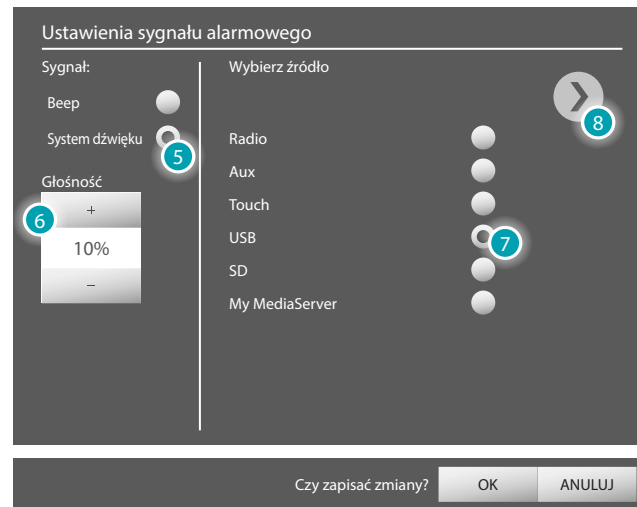 Ustawienia sygnału alarmowego
Sygnał:
Beep
System dźwięku
5
Głośność
6
+
10%
–
Wybierz źródło
❯
8
Radio
Aux
Touch
USB
7
SD
My MediaServer
Czy zapisać zmiany?
OK
ANULUJ